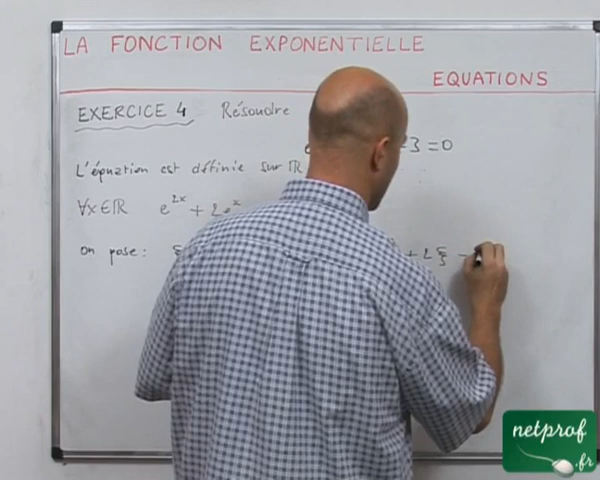 LA FONCTION EXPONENTIELLE
EQUATIONS
EXERCICE 4 Résoudre
3 = 0
L'équation est définie sur ℝ
∀x∈ℝ e^2x + 2e^x
On pose : + 2ξ -
netprof
.fr